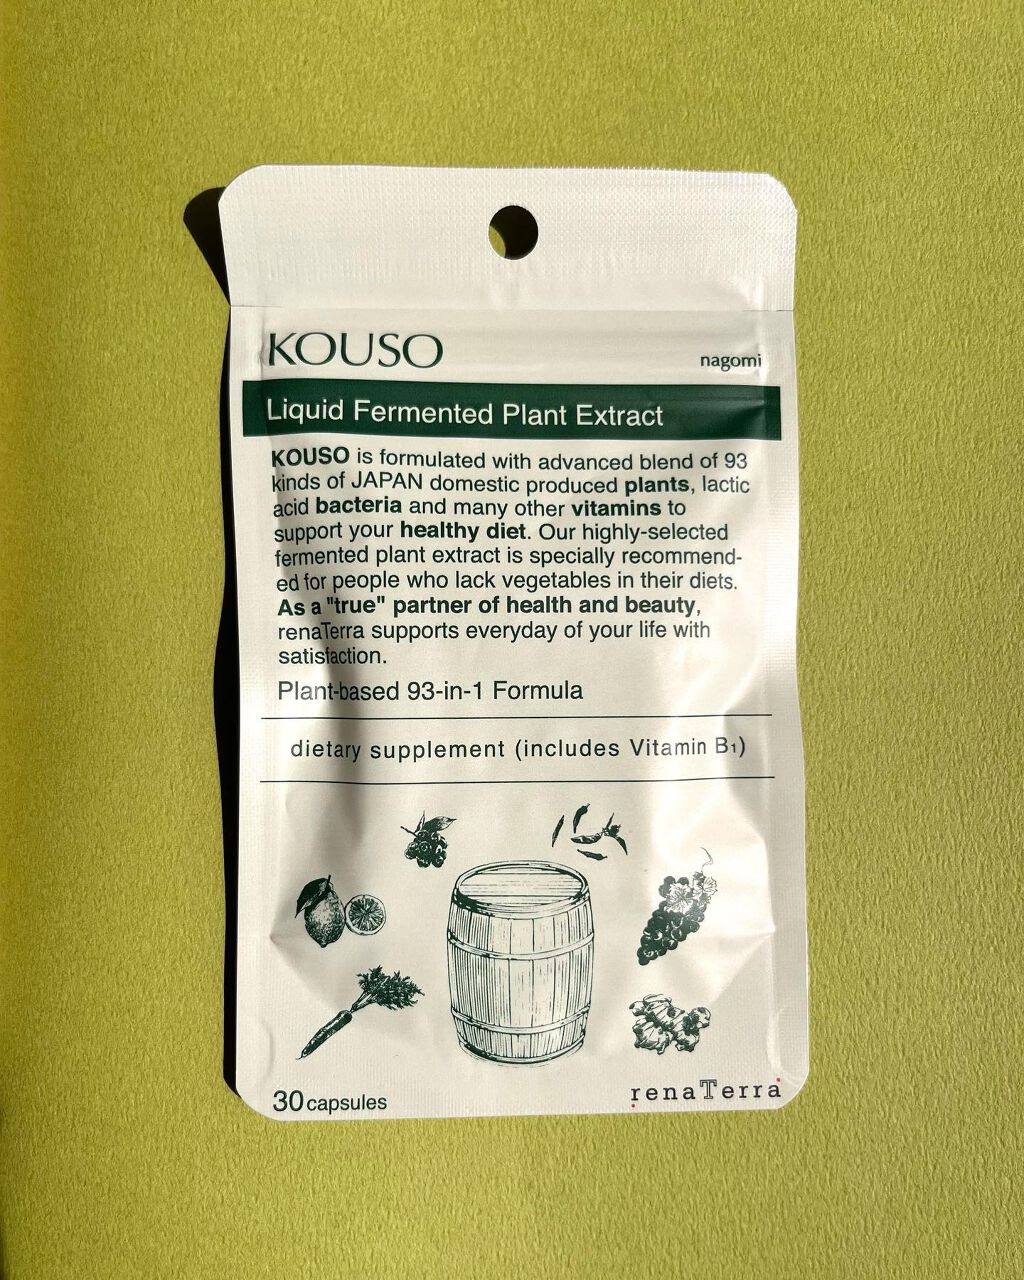 KOUSO
nagomi
Liquid Fermented Plant Extract
KOUSO is formulated with advanced blend of 93
kinds of JAPAN domestic produced plants, lactic
acid bacteria and many other vitamins to
support your healthy diet. Our highly-selected
fermented plant extract is specially recommend-
ed for people who lack vegetables in their diets.
As a "true" partner of health and beauty,
renaTerra supports everyday of your life with
satisfaction.
Plant-based 93-in-1 Formula
dietary supplement (includes Vitamin B₁)
30 capsules
renaTerra